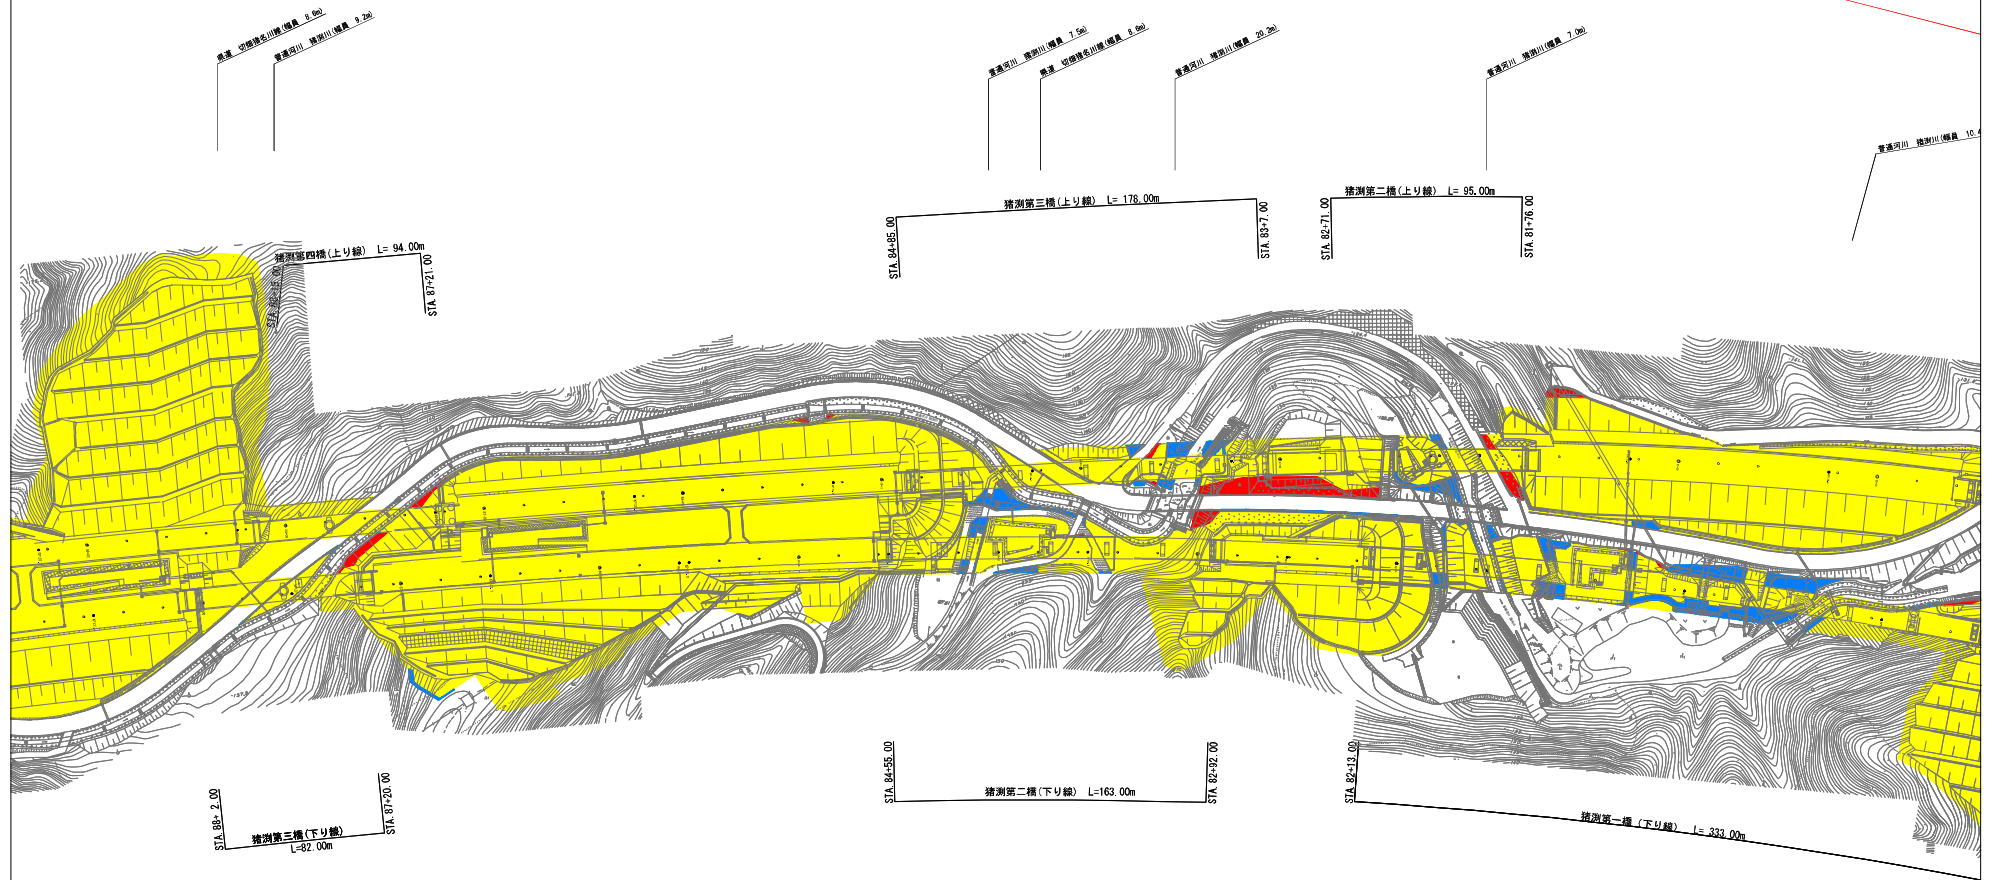 県道 切畑猪名川線(幅員 8.8m)
普通河川 猪渕川(幅員 9.2m)
普通河川 猪渕川(幅員 7.5m)
県道 切畑猪名川線(幅員 8.8m)
普通河川 猪渕川(幅員 20.2m)
普通河川 猪渕川(幅員 7.0m)
普通河川 猪渕川(幅員 10.4
猪渕第四橋(上り線) L= 94.00m
STA.88+15.00
STA.87+21.00
猪渕第三橋(上り線) L= 178.00m
STA.84+85.00
STA.83+7.00
猪渕第二橋(上り線) L= 95.00m
STA.82+71.00
STA.81+76.00
STA.88+ 2.00
猪渕第三橋(下り線)
L=82.00m
STA.87+20.00
STA.84+55.00
猪渕第二橋(下り線) L=163.00m
STA.82+92.00
STA.82+13.00
猪渕第一橋(下り線) L= 333.00m